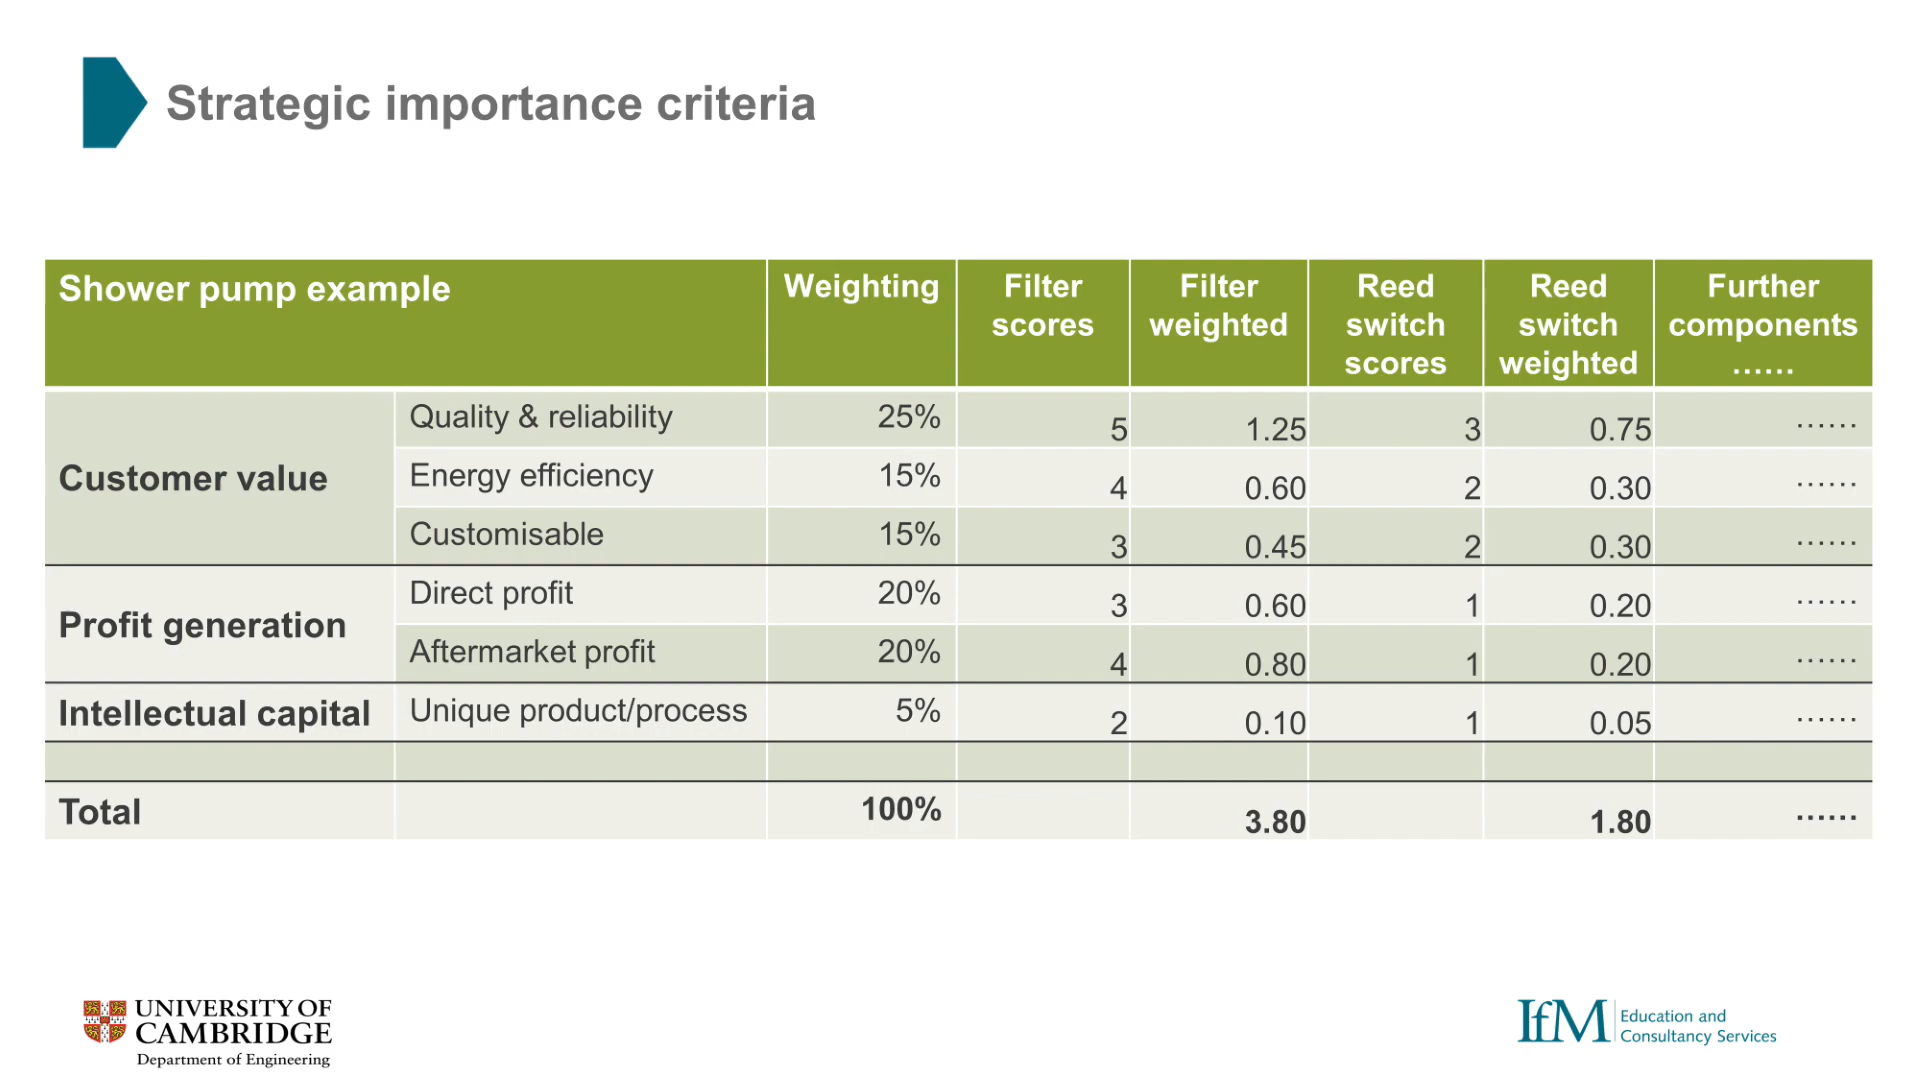 Strategic importance criteria
Shower pump example Weighting Filter scores Filter weighted Reed switch scores Reed switch weighted Further components ......
Customer value Quality & reliability 25% 5 1.25 3 0.75 ......
Energy efficiency 15% 4 0.60 2 0.30 ......
Customisable 15% 3 0.45 2 0.30 ......
Profit generation Direct profit 20% 3 0.60 1 0.20 ......
Aftermarket profit 20% 4 0.80 1 0.20 ......
Intellectual capital Unique product/process 5% 2 0.10 1 0.05 ......
Total 100% 3.80 1.80 ......
UNIVERSITY OF
CAMBRIDGE
Department of Engineering
IfM Education and
Consultancy Services